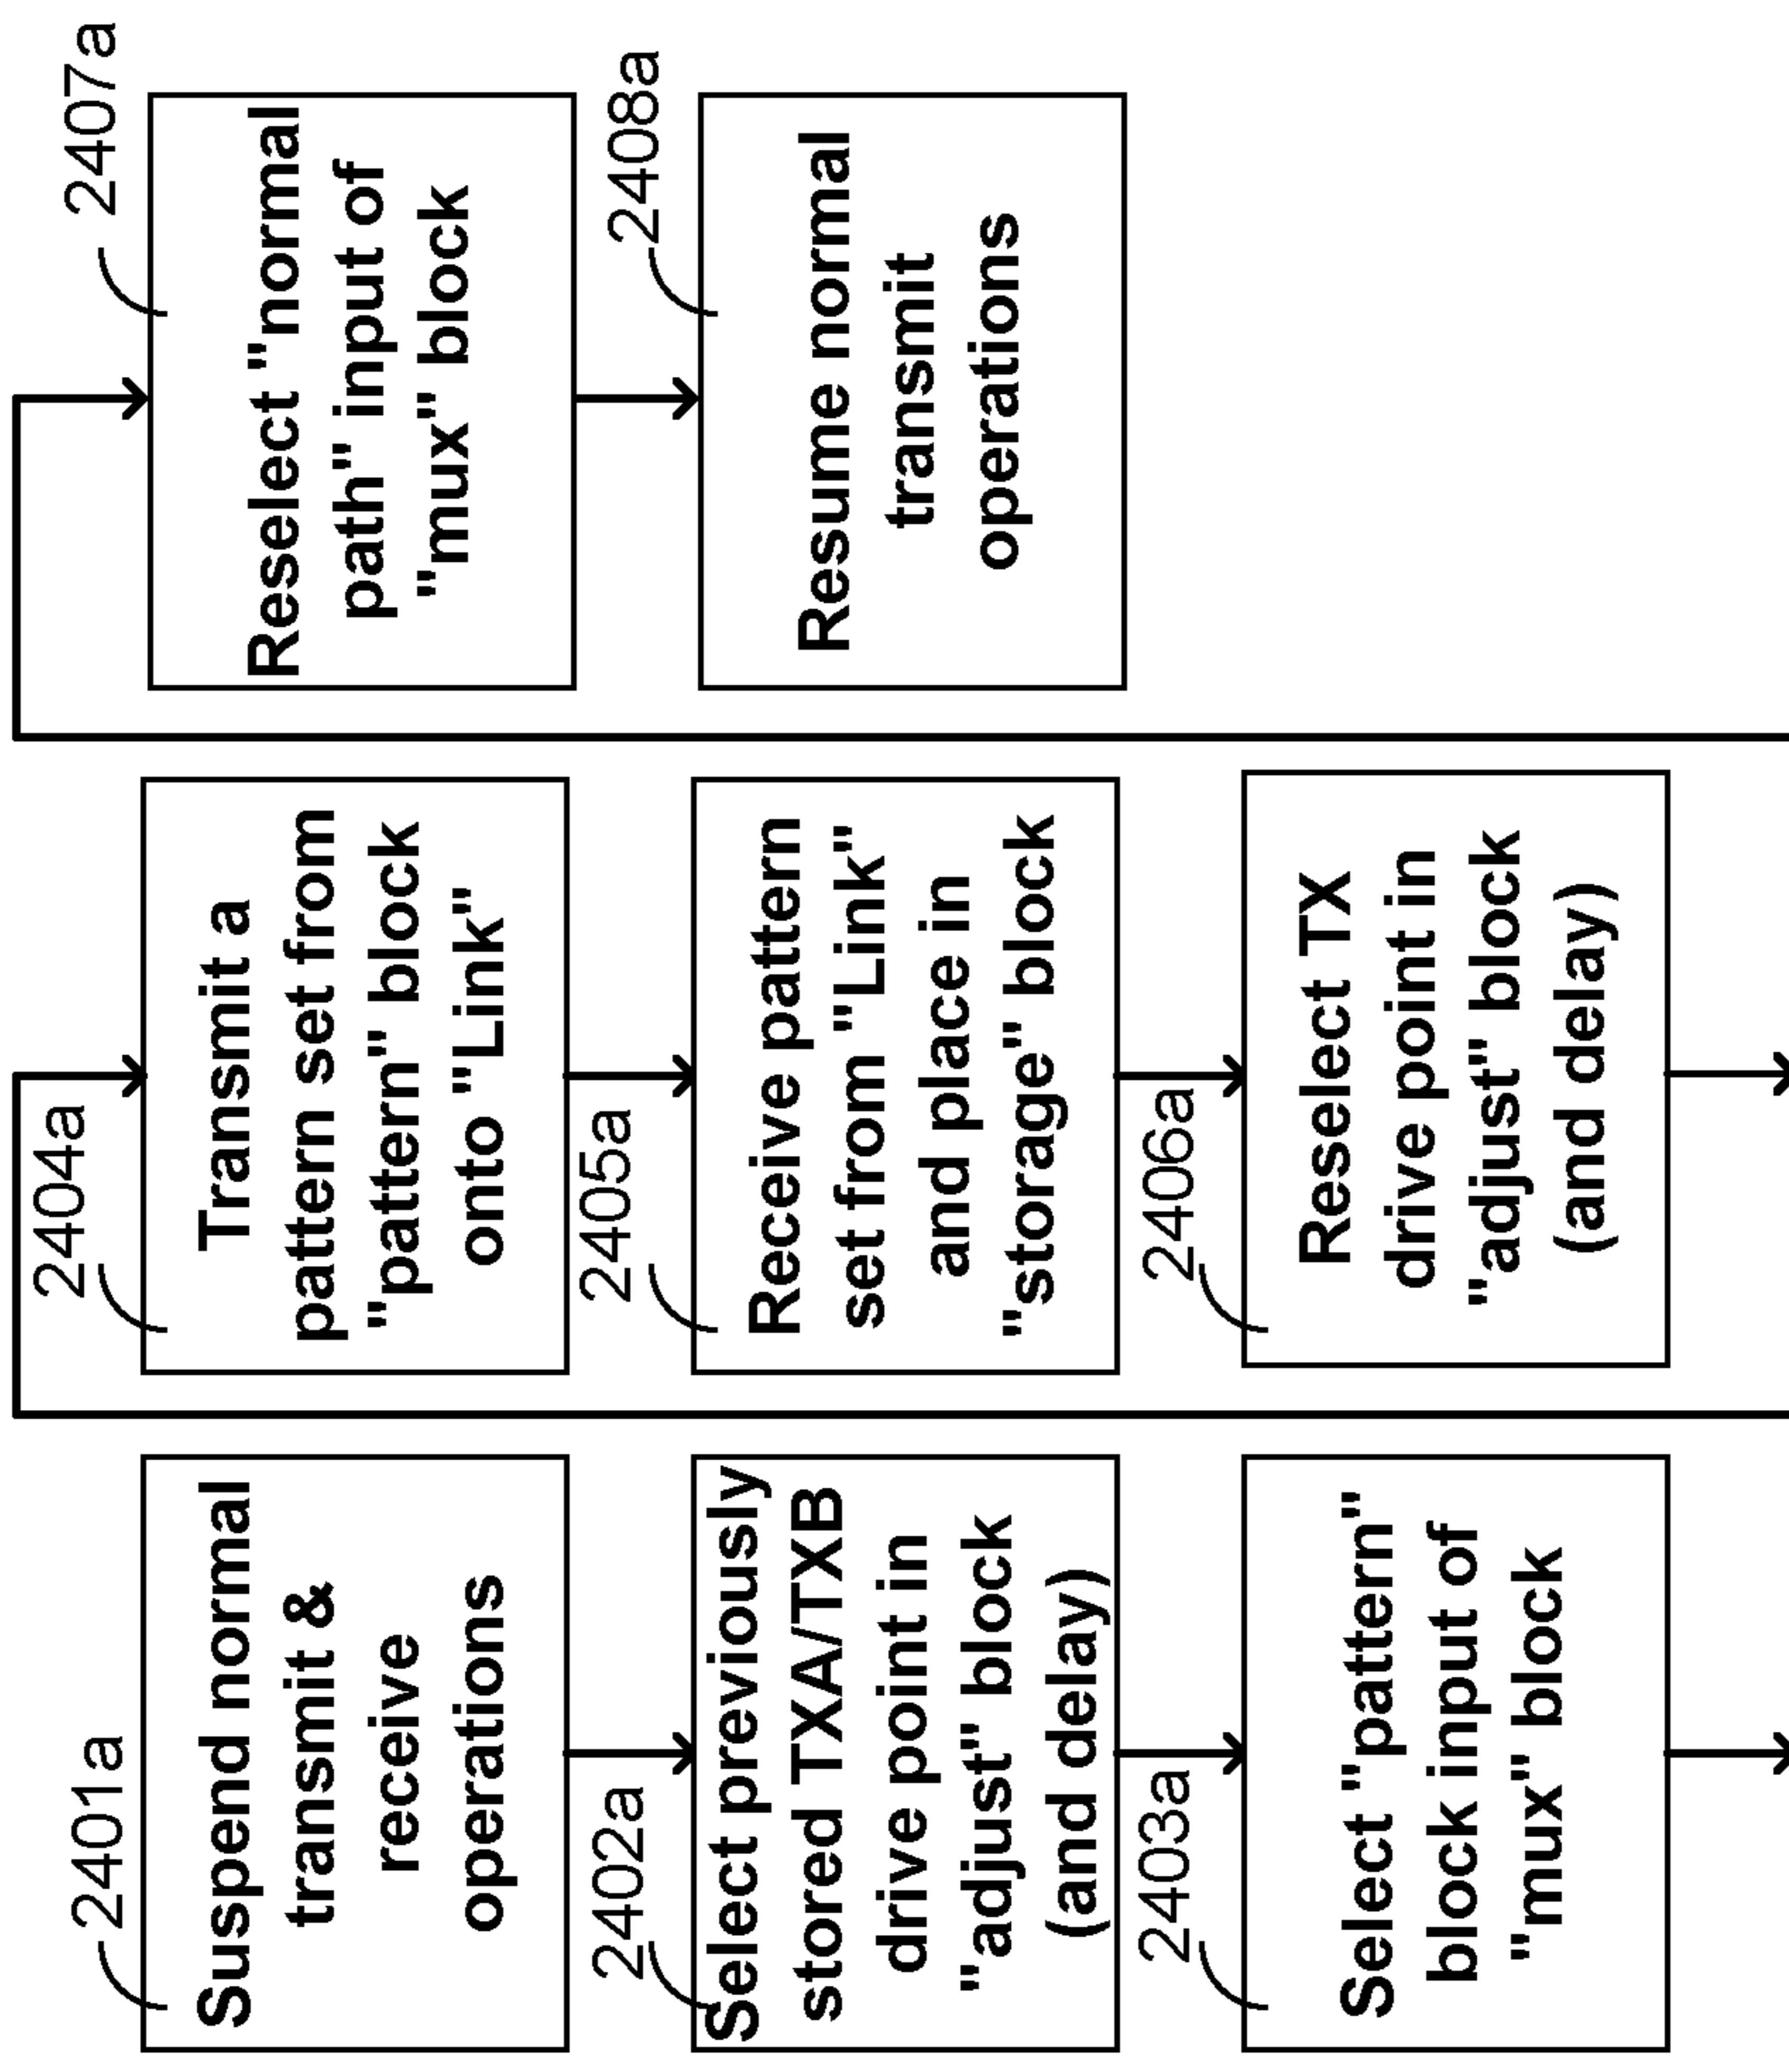 2401a
Suspend normal
transmit &
receive
operations
2402a
Select previously
stored TXA/TXB
drive point in
"adjust" block
(and delay)
2403a
Select "pattern"
block input of
"mux" block
2404a
Transmit a
pattern set from
"pattern" block
onto "Link"
2405a
Receive pattern
set from "Link"
and place in
"storage" block
2406a
Reselect TX
drive point in
"adjust" block
(and delay)
2407a
Reselect "normal
path" input of
"mux" block
2408a
Resume normal
transmit
operations